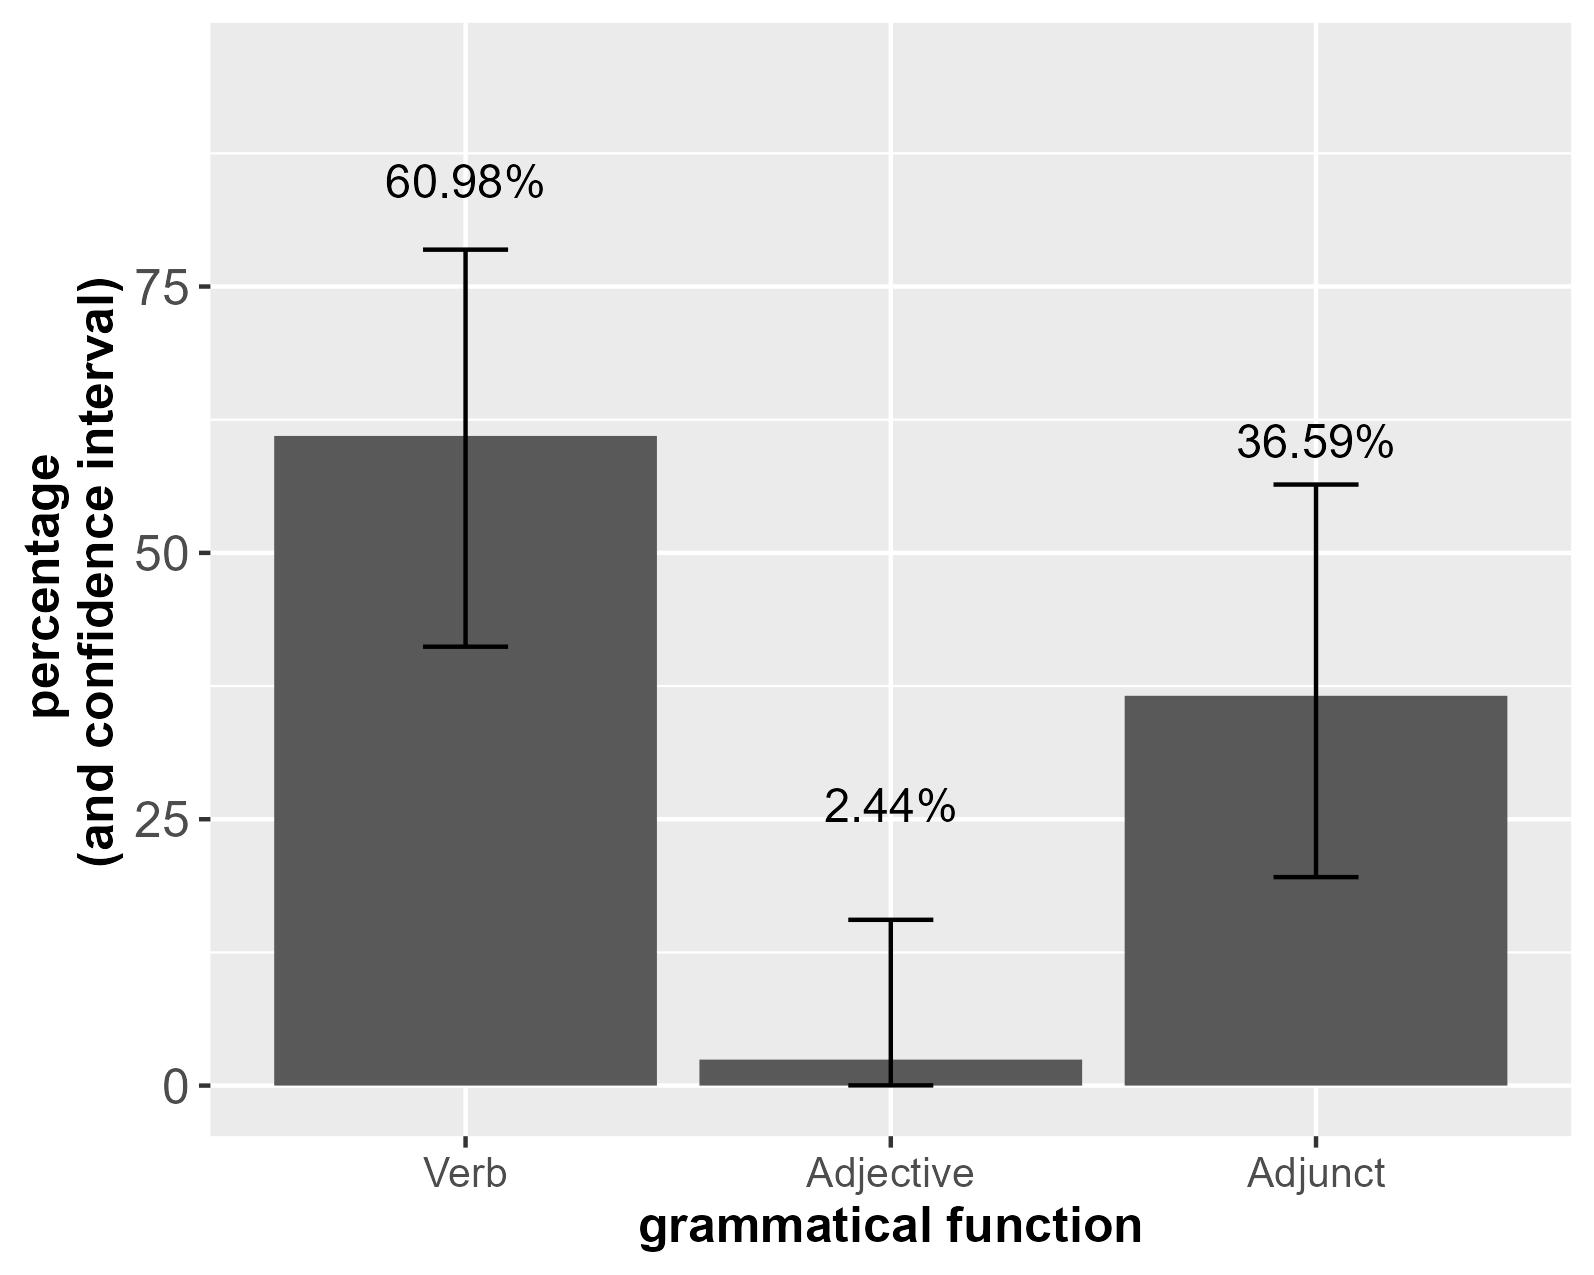 percentage
(and confidence interval)
75
50
25
0
60.98%
2.44%
36.59%
Verb
Adjective
Adjunct
grammatical function